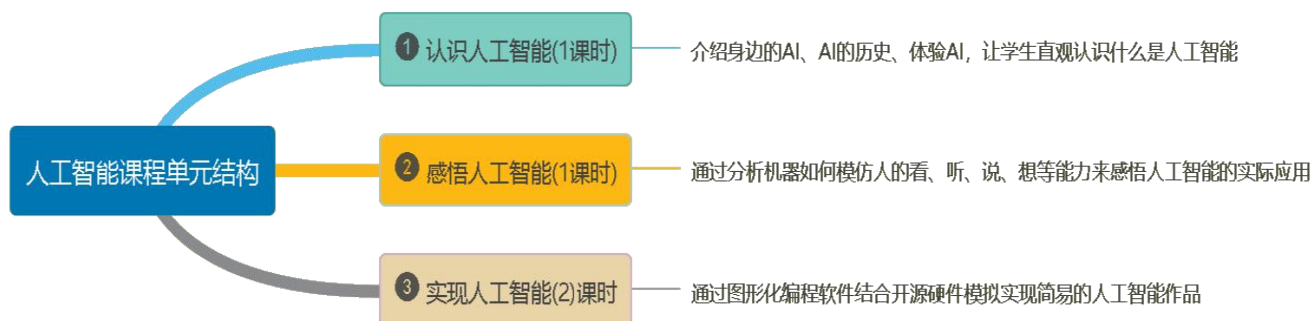 人工智能课程单元结构
1 认识人工智能(1课时)
介绍身边的AI、AI的历史、体验AI，让学生直观认识什么是人工智能
2 感悟人工智能(1课时)
通过分析机器如何模仿人的看、听、说、想等能力来感悟人工智能的实际应用
3 实现人工智能(2)课时
通过图形化编程软件结合开源硬件模拟实现简易的人工智能作品